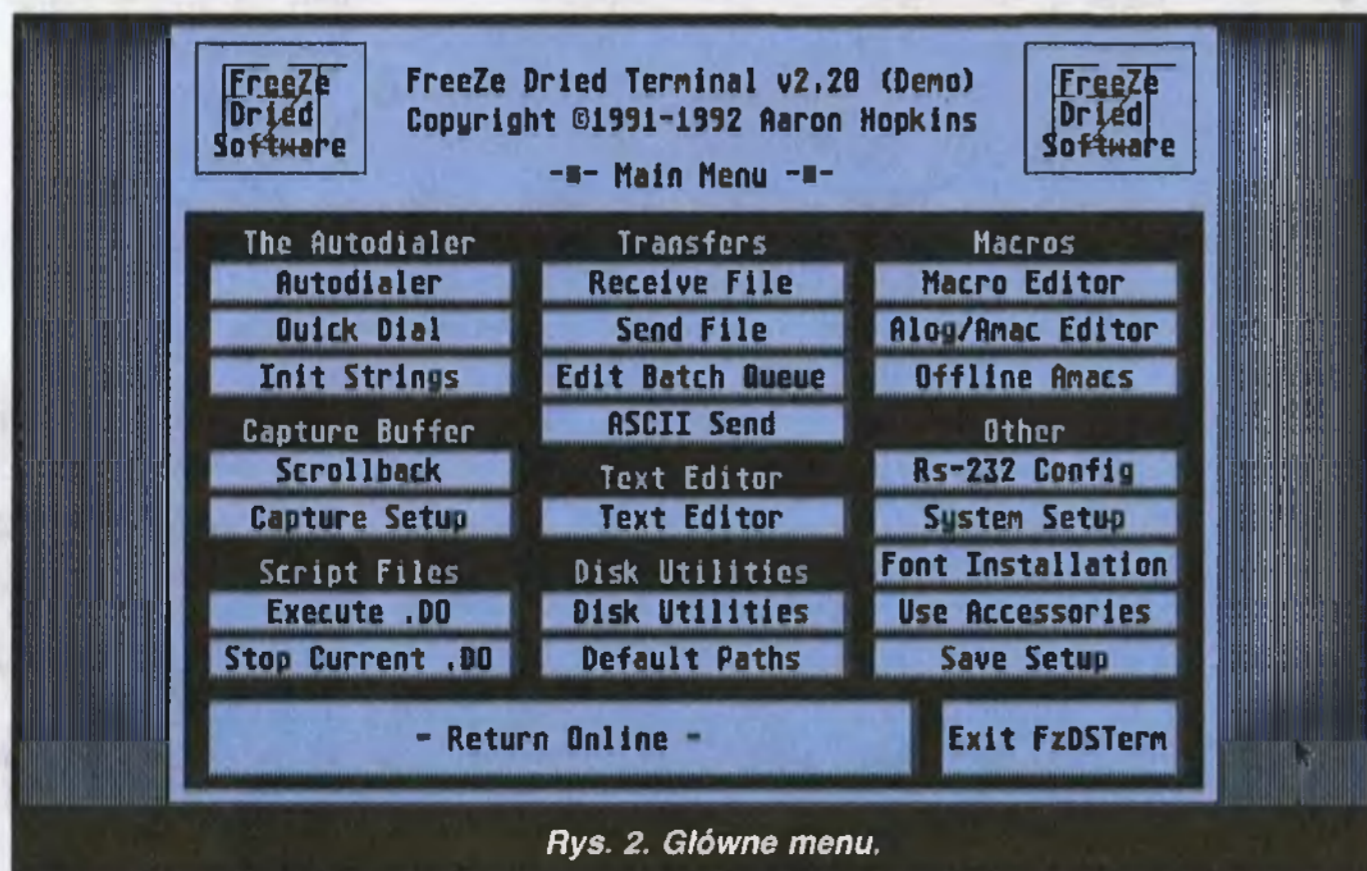 FreeZe
Dried
Software
FreeZe Dried Terminal v2.20 (Demo)
Copyright ©1991-1992 Aaron Hopkins
-■- Main Menu -■-
FreeZe
Dried
Software
The Autodialer
Autodialer
Quick Dial
Init Strings
Capture Buffer
Scrollback
Capture Setup
Script Files
Execute .DO
Stop Current .DO
Transfers
Receive File
Send File
Edit Batch Queue
ASCII Send
Text Editor
Text Editor
Disk Utilities
Disk Utilities
Default Paths
Macros
Macro Editor
Alog/Amac Editor
Offline Amacs
Other
Rs-232 Config
System Setup
Font Installation
Use Accessories
Save Setup
- Return Online -
Exit FzDSTerm
Rys. 2. Główne menu.